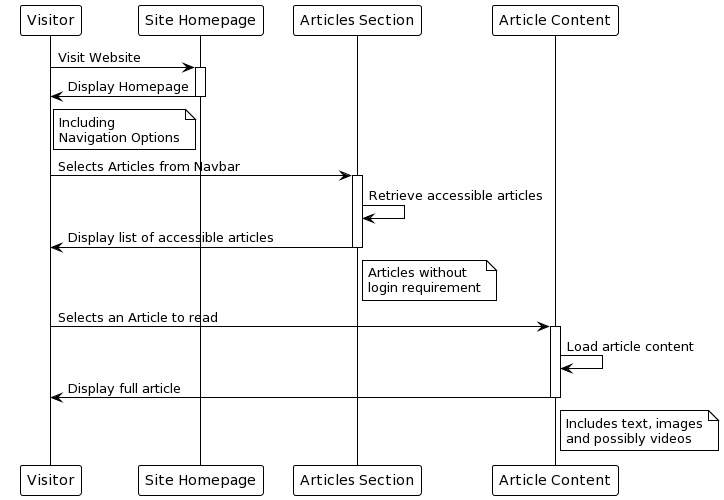 Visitor
Site Homepage
Articles Section
Article Content
Visit Website
Display Homepage
Including
Navigation Options
Selects Articles from Navbar
Retrieve accessible articles
Display list of accessible articles
Articles without
login requirement
Selects an Article to read
Load article content
Display full article
Includes text, images
and possibly videos
Visitor
Site Homepage
Articles Section
Article Content